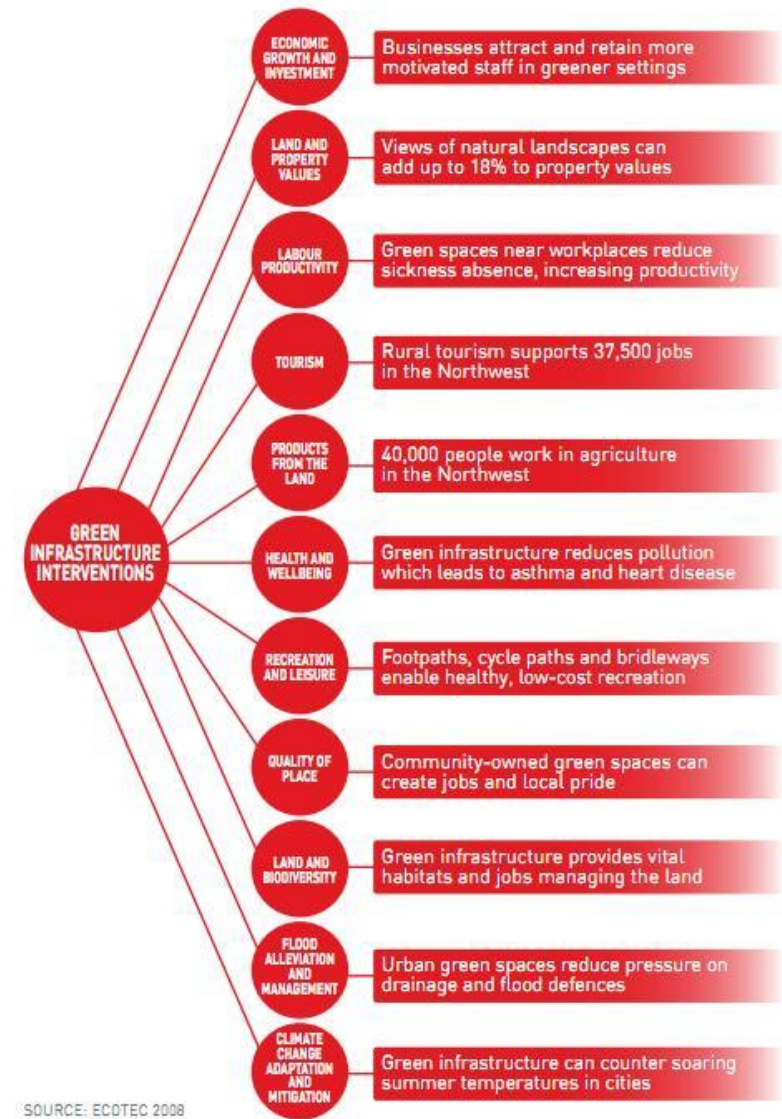 ECONOMIC
GROWTH AND
INVESTMENT
Businesses attract and retain more
motivated staff in greener settings
LAND AND
PROPERTY
VALUES
Views of natural landscapes can
add up to 18% to property values
LABOUR
PRODUCTIVITY
Green spaces near workplaces reduce
sickness absence, increasing productivity
TOURISM
Rural tourism supports 37,500 jobs
in the Northwest
PRODUCTS
FROM THE
LAND
40,000 people work in agriculture
in the Northwest
GREEN
INFRASTRUCTURE
INTERVENTIONS
HEALTH AND
WELLBEING
Green infrastructure reduces pollution
which leads to asthma and heart disease
RECREATION
AND LEISURE
Footpaths, cycle paths and bridleways
enable healthy, low-cost recreation
QUALITY OF
PLACE
Community-owned green spaces can
create jobs and local pride
LAND AND
BIODIVERSITY
Green infrastructure provides vital
habitats and jobs managing the land
FLOOD
ALLEVIATION
AND
MANAGEMENT
Urban green spaces reduce pressure on
drainage and flood defences
CLIMATE
CHANGE
ADAPTATION
AND
MITIGATION
Green infrastructure can counter soaring
summer temperatures in cities
SOURCE: ECOTEC 2008